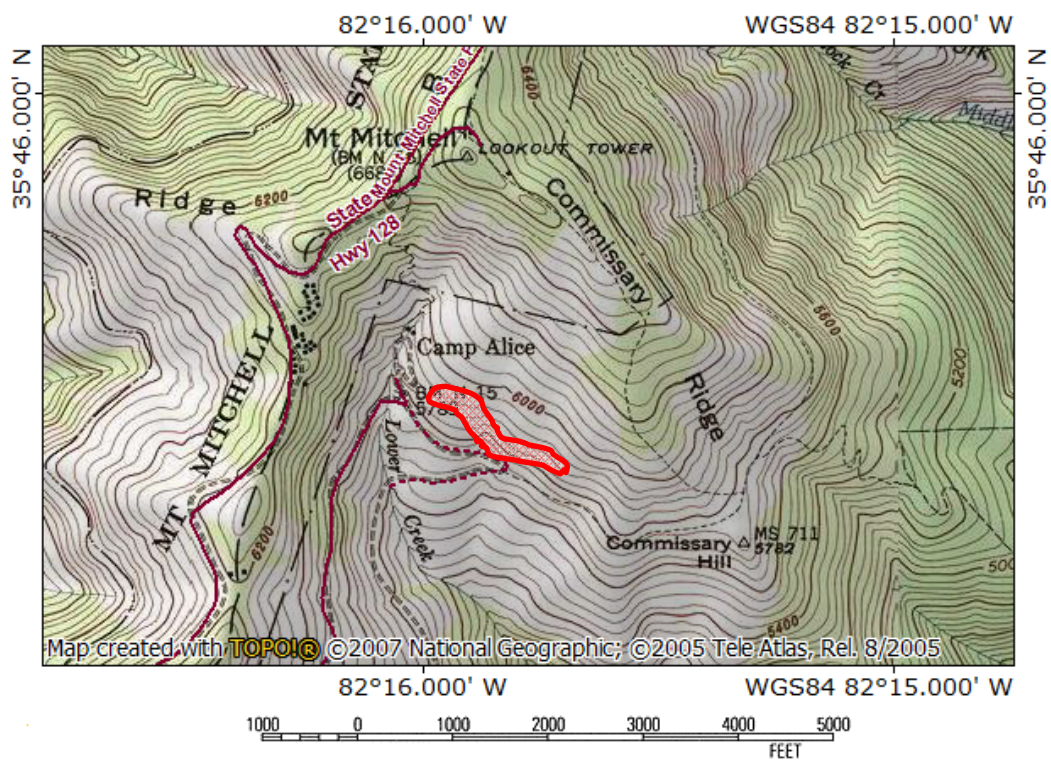 82°16.000' W
WGS84 82°15.000' W
35°46.000' N
35°46.000' N
6400
Cr
Mt Mitchell
LOOKOUT TOWER
State Mount Mitchell State
Hwy 128
Ridge
6200
Commissary
Ridge
5600
5200
MT MITCHELL
Camp Alice
6000
Lower
Creek
6200
Commissary
Hill
MS 711
5782
5400
Map created with TOPO!® ©2007 National Geographic; ©2005 Tele Atlas, Rel. 8/2005
82°16.000' W
WGS84 82°15.000' W
1000 0 1000 2000 3000 4000 5000
FEET